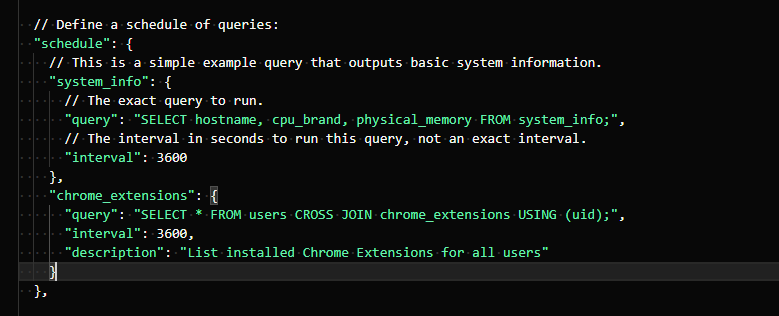 // Define a schedule of queries:
"schedule": {
// This is a simple example query that outputs basic system information.
"system_info": {
// The exact query to run.
"query": "SELECT hostname, cpu_brand, physical_memory FROM system_info;",
// The interval in seconds to run this query, not an exact interval.
"interval": 3600
},
"chrome_extensions": {
"query": "SELECT * FROM users CROSS JOIN chrome_extensions USING (uid);",
"interval": 3600,
"description": "List installed Chrome Extensions for all users"
}
},